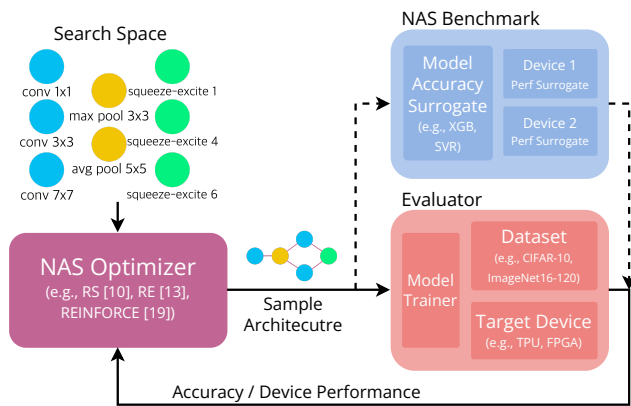 Search Space
conv 1x1
squeeze-excite 1
max pool 3x3
conv 3x3
squeeze-excite 4
avg pool 5x5
conv 7x7
squeeze-excite 6
NAS Optimizer
(e.g., RS [10], RE [13],
REINFORCE [19])
Sample
Architecutre
NAS Benchmark
Model
Accuracy
Surrogate
(e.g., XGB,
SVR)
Device 1
Perf Surrogate
Device 2
Perf Surrogate
Evaluator
Model
Trainer
Dataset
(e.g., CIFAR-10,
ImageNet16-120)
Target Device
(e.g., TPU, FPGA)
Accuracy / Device Performance